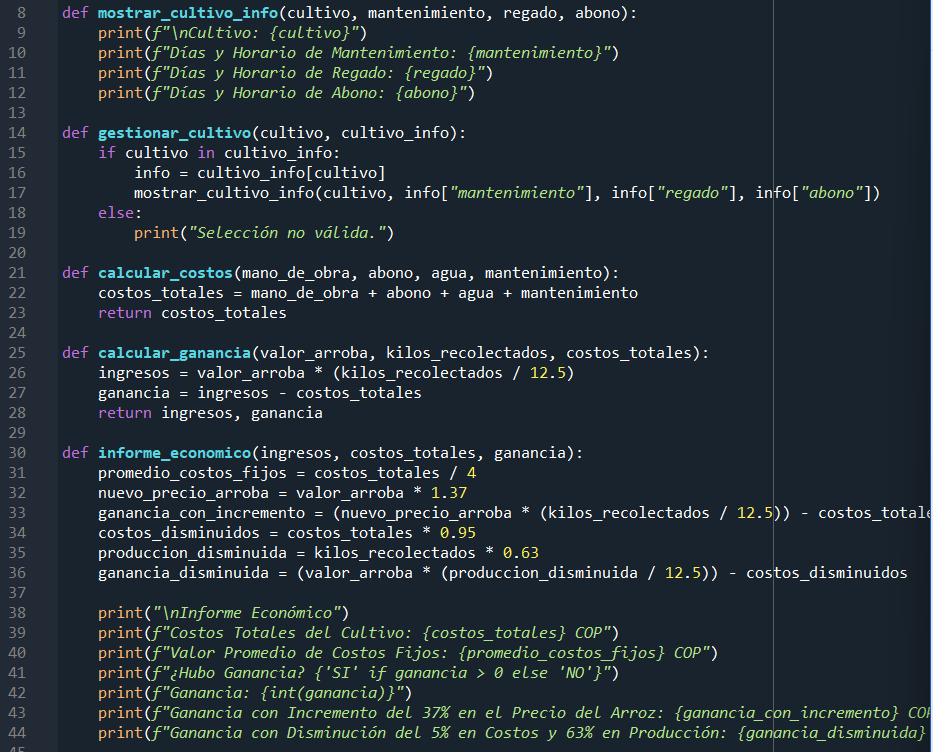 8 def mostrar_cultivo_info(cultivo, mantenimiento, regado, abono):
9     print(f"\nCultivo: {cultivo}")
10     print(f"Días y Horario de Mantenimiento: {mantenimiento}")
11     print(f"Días y Horario de Regado: {regado}")
12     print(f"Días y Horario de Abono: {abono}")
13
14 def gestionar_cultivo(cultivo, cultivo_info):
15     if cultivo in cultivo_info:
16         info = cultivo_info[cultivo]
17         mostrar_cultivo_info(cultivo, info["mantenimiento"], info["regado"], info["abono"])
18     else:
19         print("Selección no válida.")
20
21 def calcular_costos(mano_de_obra, abono, agua, mantenimiento):
22     costos_totales = mano_de_obra + abono + agua + mantenimiento
23     return costos_totales
24
25 def calcular_ganancia(valor_arroba, kilos_recolectados, costos_totales):
26     ingresos = valor_arroba * (kilos_recolectados / 12.5)
27     ganancia = ingresos - costos_totales
28     return ingresos, ganancia
29
30 def informe_economico(ingresos, costos_totales, ganancia):
31     promedio_costos_fijos = costos_totales / 4
32     nuevo_precio_arroba = valor_arroba * 1.37
33     ganancia_con_incremento = (nuevo_precio_arroba * (kilos_recolectados / 12.5)) - costos_totale
34     costos_disminuidos = costos_totales * 0.95
35     produccion_disminuida = kilos_recolectados * 0.63
36     ganancia_disminuida = (valor_arroba * (produccion_disminuida / 12.5)) - costos_disminuidos
37
38     print("\nInforme Económico")
39     print(f"Costos Totales del Cultivo: {costos_totales} COP")
40     print(f"Valor Promedio de Costos Fijos: {promedio_costos_fijos} COP")
41     print(f"¿Hubo Ganancia? {'SI' if ganancia > 0 else 'NO'}")
42     print(f"Ganancia: {int(ganancia)}")
43     print(f"Ganancia con Incremento del 37% en el Precio del Arroz: {ganancia_con_incremento} COP
44     print(f"Ganancia con Disminución del 5% en Costos y 63% en Producción: {ganancia_disminuida}